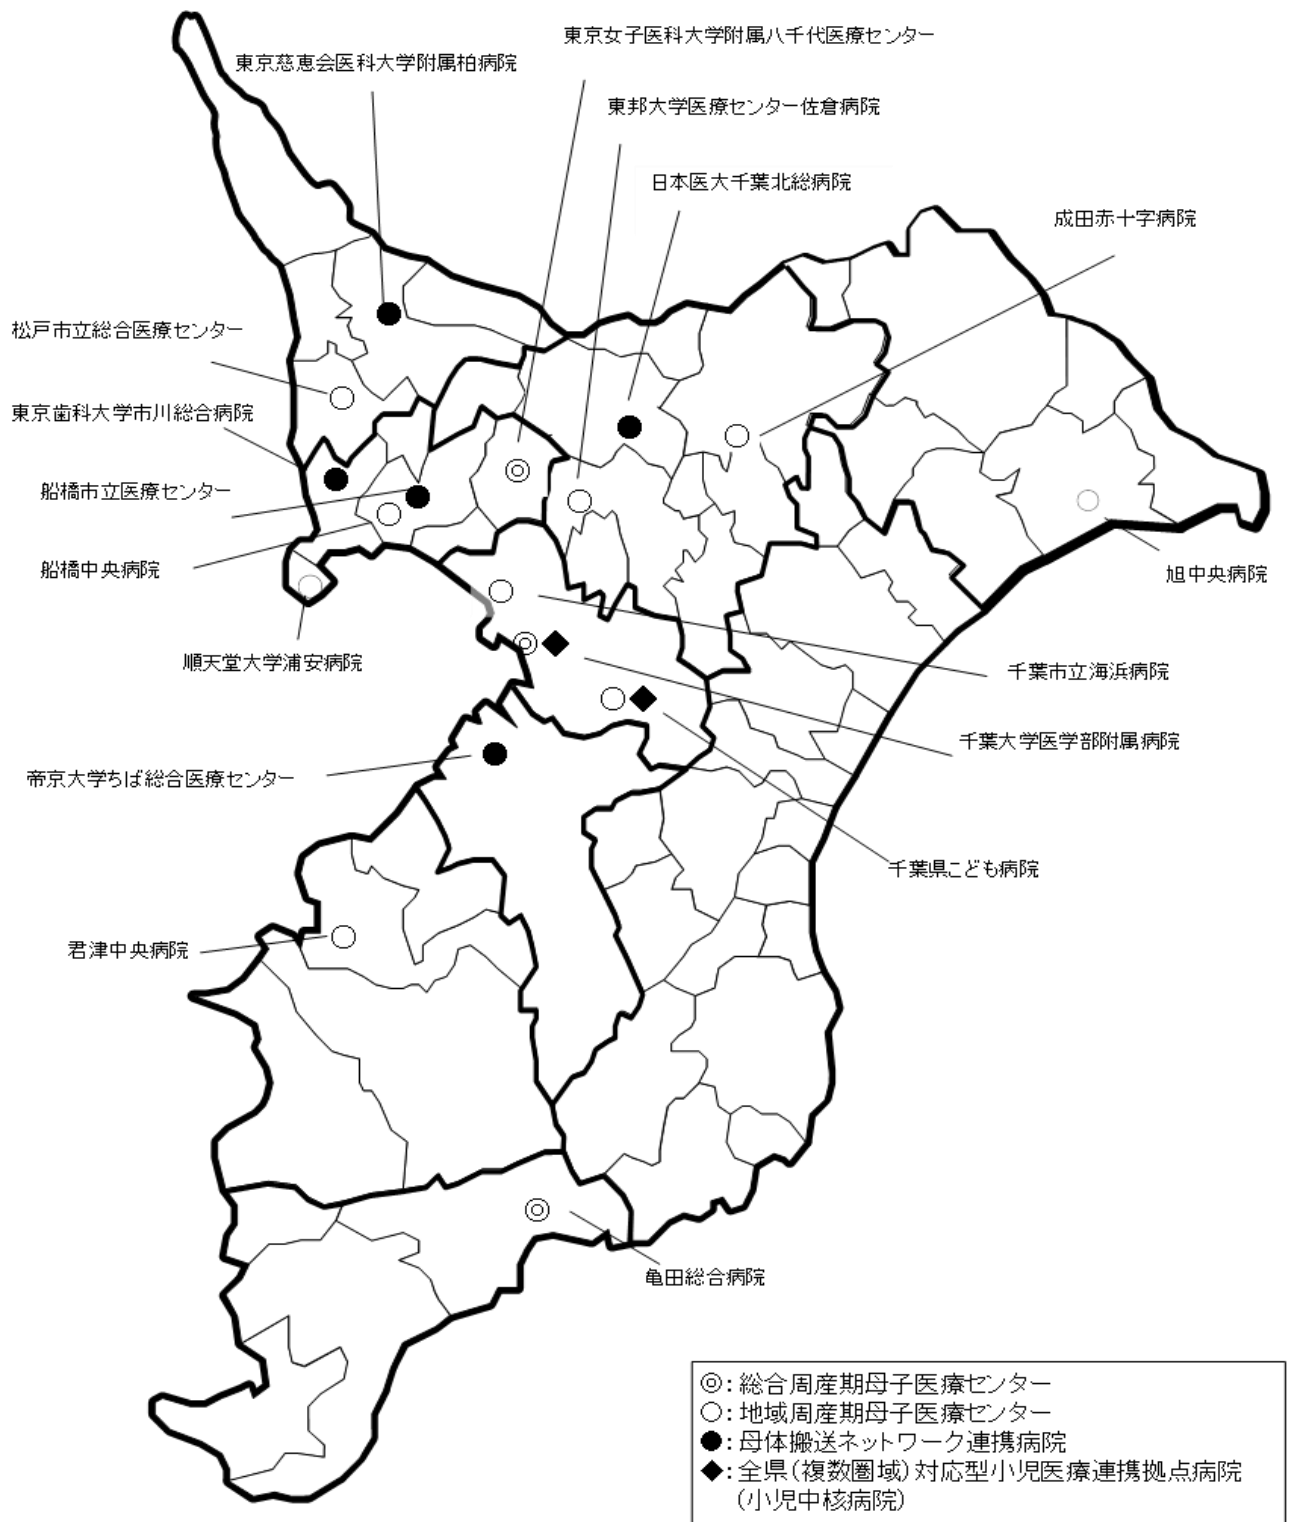 東京女子医科大学附属八千代医療センター
東京慈恵会医科大学附属柏病院
東邦大学医療センター佐倉病院
日本医大千葉北総病院
成田赤十字病院
松戸市立総合医療センター
東京歯科大学市川総合病院
船橋市立医療センター
船橋中央病院
旭中央病院
順天堂大学浦安病院
千葉市立海浜病院
千葉大学医学部附属病院
帝京大学ちば総合医療センター
千葉県こども病院
君津中央病院
亀田総合病院
◎：総合周産期母子医療センター
○：地域周産期母子医療センター
●：母体搬送ネットワーク連携病院
◆：全県（複数圏域）対応型小児医療連携拠点病院
（小児中核病院）